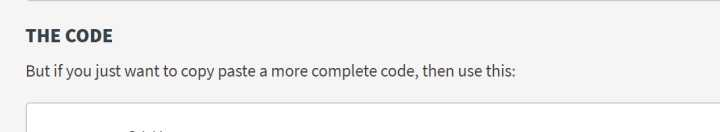 THE CODE
But if you just want to copy paste a more complete code, then use this: